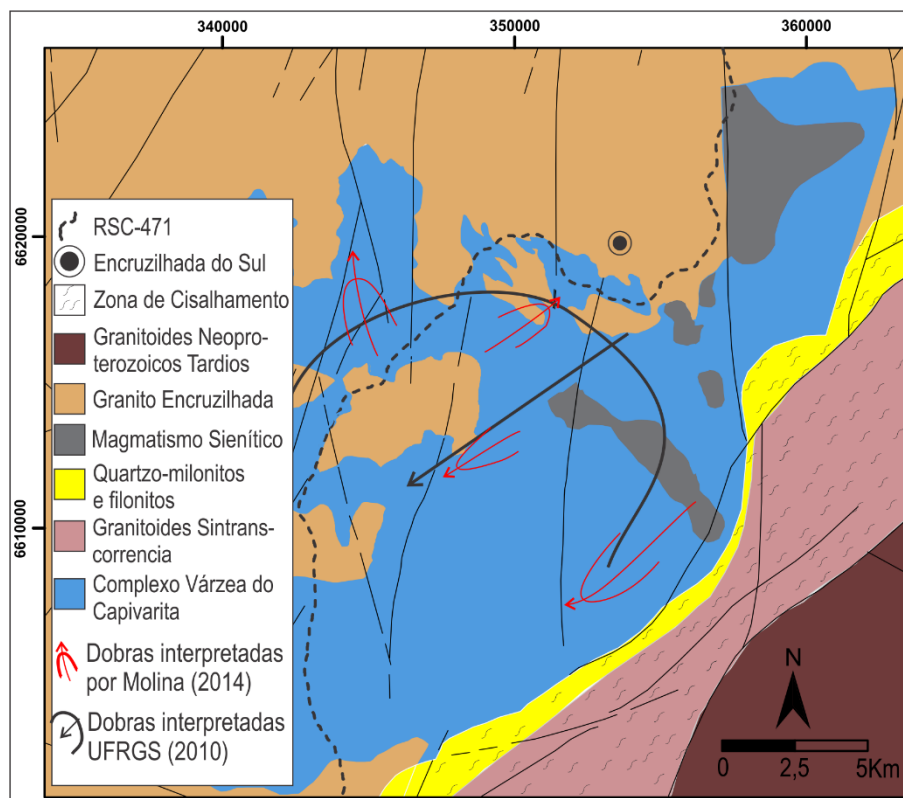 340000
350000
360000
6620000
6610000
RSC-471
Encruzilhada do Sul
Zona de Cisalhamento
Granitoides Neopro-
terozoicos Tardios
Granito Encruzilhada
Magmatismo Sienítico
Quartzo-milonitos
e filonitos
Granitoides Sintrans-
correncia
Complexo Várzea do
Capivarita
Dobras interpretadas
por Molina (2014)
Dobras interpretadas
UFRGS (2010)
N
0 2,5 5Km